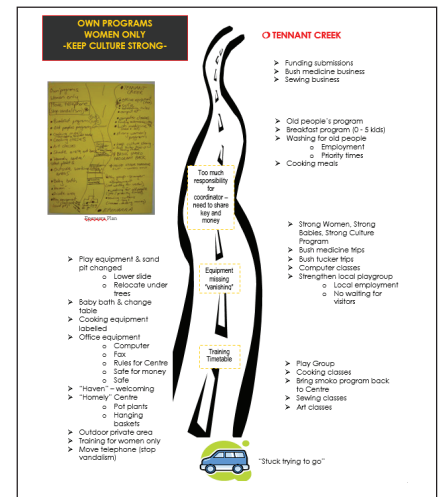 OWN PROGRAMS
WOMEN ONLY
-KEEP CULTURE STRONG-
TENNANT CREEK
➤ Funding submissions
➤ Bush medicine business
➤ Sewing business
➤ Old people's program
➤ Breakfast program (0 - 5 kids)
➤ Washing for old people
o Employment
o Priority times
➤ Cooking meals
Too much
responsibility
for
coordinator –
need to share
key and
money
➤ Strong Women, Strong
Babies, Strong Culture
Program
➤ Bush medicine trips
➤ Bush tucker trips
➤ Computer classes
➤ Strengthen local playgroup
o Local employment
o No waiting for
visitors
➤ Play equipment & sand
pit changed
o Lower slide
o Relocate under
trees
➤ Baby bath & change
table
➤ Cooking equipment
labelled
➤ Office equipment
o Computer
o Fax
o Rules for Centre
o Safe for money
o Safe
➤ "Haven" – welcoming
➤ "Homely" Centre
o Pot plants
o Hanging
baskets
➤ Outdoor private area
➤ Training for women only
➤ Move telephone (stop
vandalism)
Equipment
missing
"vanishing"
Training
Timetable
➤ Play Group
➤ Cooking classes
➤ Bring smoko program back
to Centre
➤ Sewing classes
➤ Art classes
"Stuck trying to go"